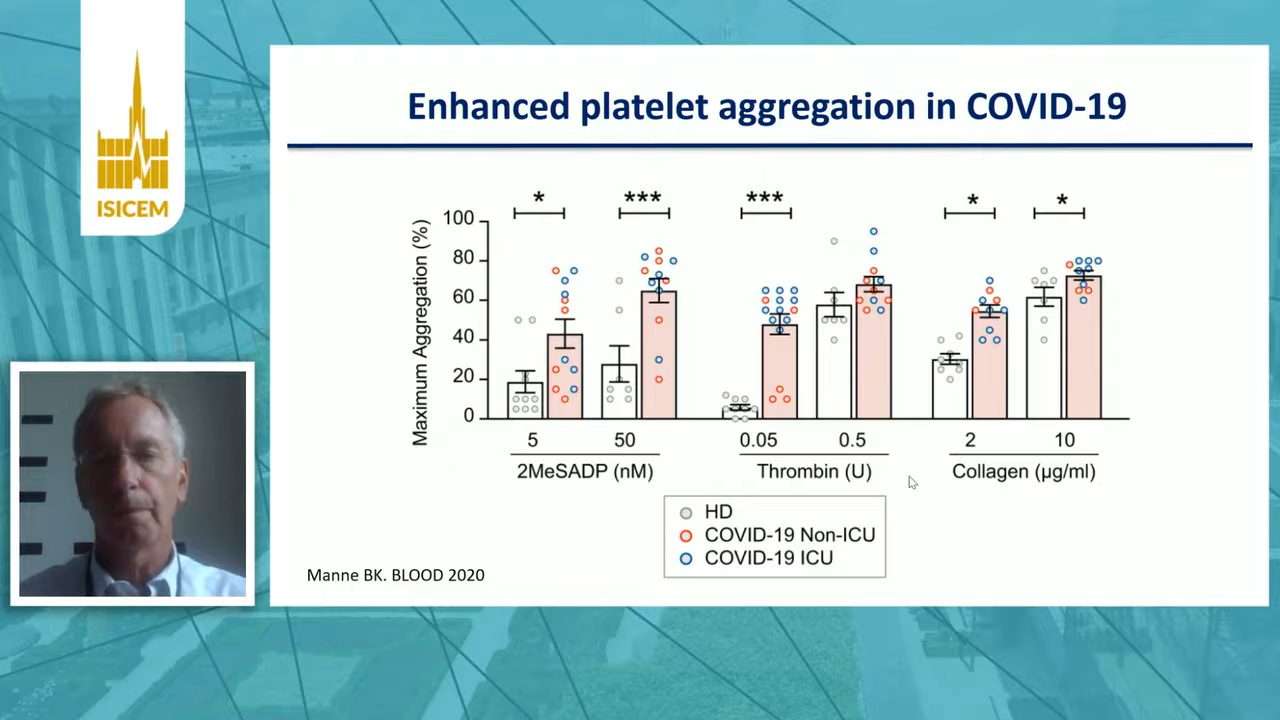 ISICEM
Enhanced platelet aggregation in COVID-19
* *** *** * *
Maximum Aggregation (%)
100
80
60
40
20
0
5 50 0.05 0.5 2 10
2MeSADP (nM) Thrombin (U) Collagen (µg/ml)
HD
COVID-19 Non-ICU
COVID-19 ICU
Manne BK. BLOOD 2020